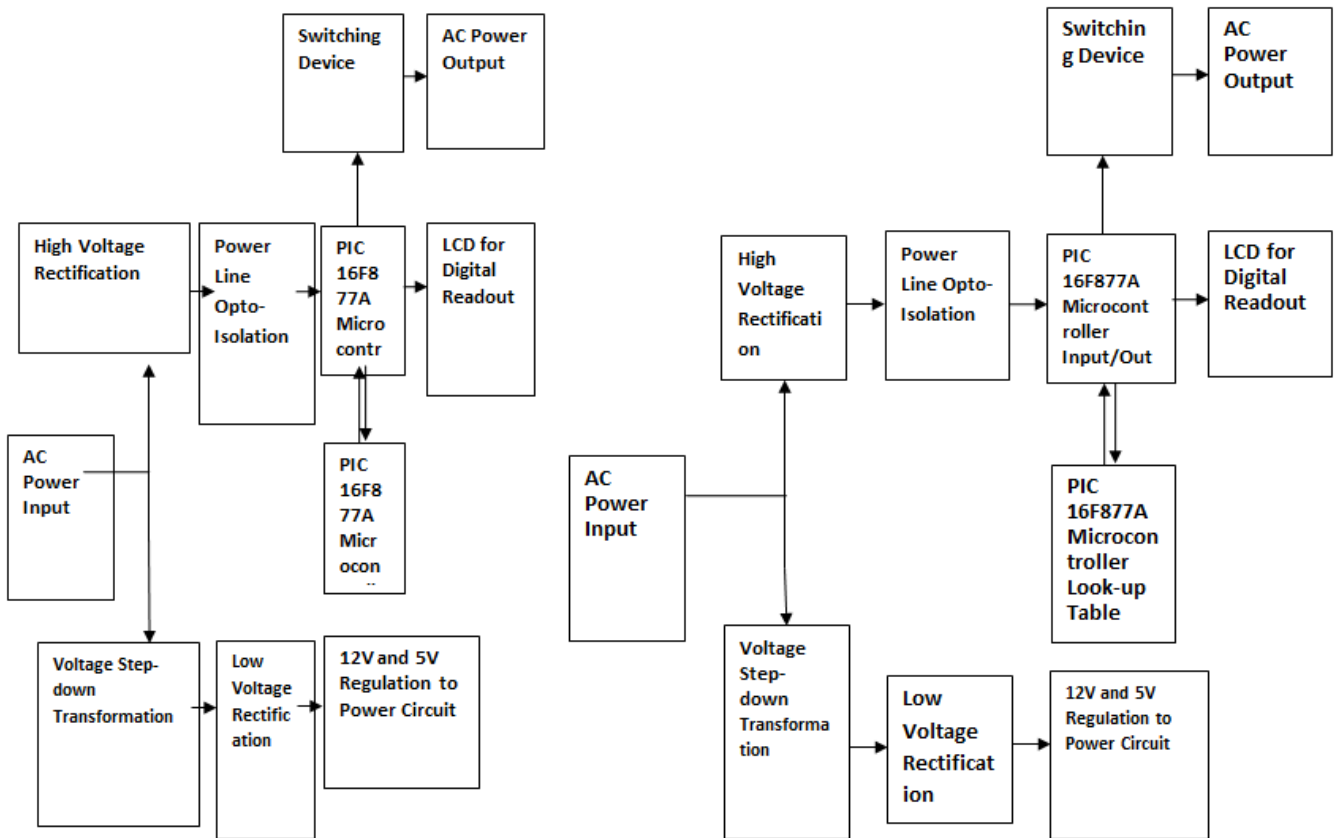 Switching
Device
AC Power
Output
High Voltage
Rectification
Power
Line
Opto-
Isolation
PIC
16F8
77A
Micro
contr
LCD for
Digital
Readout
AC
Power
Input
PIC
16F8
77A
Micr
ocon
Voltage Step-
down
Transformation
Low
Voltage
Rectific
ation
12V and 5V
Regulation to
Power Circuit
Switchin
g Device
AC
Power
Output
High
Voltage
Rectificati
on
Power
Line Opto-
Isolation
PIC
16F877A
Microcont
roller
Input/Out
LCD for
Digital
Readout
AC
Power
Input
PIC
16F877A
Microcon
troller
Look-up
Table
Voltage
Step-
down
Transforma
tion
Low
Voltage
Rectificat
ion
12V and 5V
Regulation to
Power Circuit